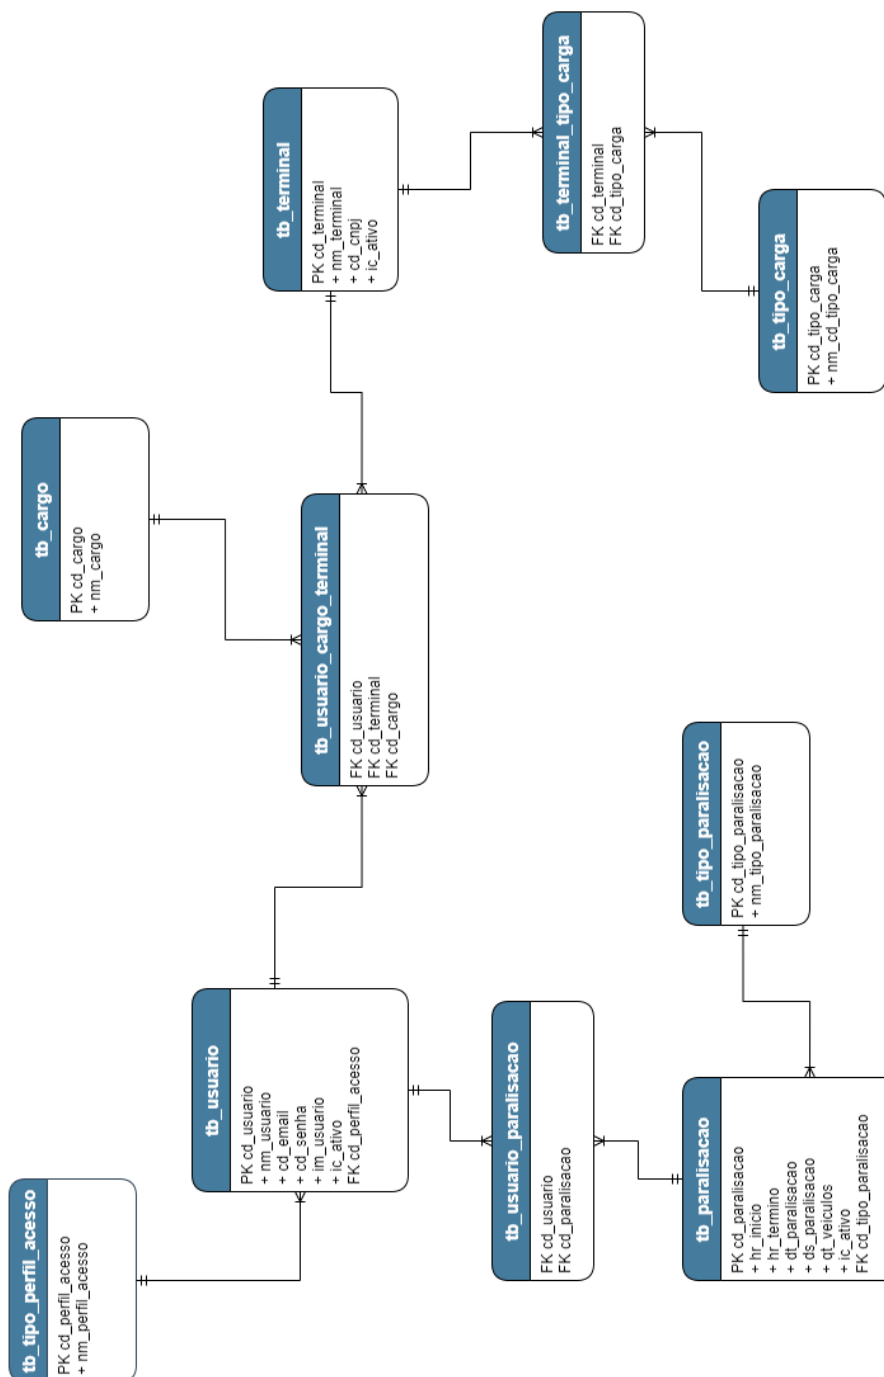 tb_tipo_perfil_acesso
PK cd_perfil_acesso
+ nm_perfil_acesso
tb_usuario
PK cd_usuario
+ nm_usuario
+ cd_email
+ cd_senha
+ im_usuario
+ ic_ativo
FK cd_perfil_acesso
tb_cargo
PK cd_cargo
+ nm_cargo
tb_usuario_cargo_terminal
FK cd_usuario
FK cd_terminal
FK cd_cargo
tb_terminal
PK cd_terminal
+ nm_terminal
+ cd_cnpj
+ ic_ativo
tb_usuario_paralisacao
FK cd_usuario
FK cd_paralisacao
tb_terminal_tipo_carga
FK cd_terminal
FK cd_tipo_carga
tb_paralisacao
PK cd_paralisacao
+ hr_inicio
+ hr_termino
+ dt_paralisacao
+ ds_paralisacao
+ qt_veiculos
+ ic_ativo
FK cd_tipo_paralisacao
tb_tipo_paralisacao
PK cd_tipo_paralisacao
+ nm_tipo_paralisacao
tb_tipo_carga
PK cd_tipo_carga
+ nm_cd_tipo_carga